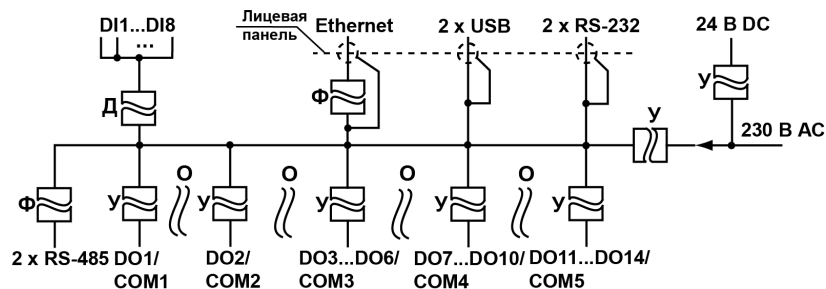 Лицевая
панель
DI1...DI8
...
Ethernet
2 x USB
2 x RS-232
24 В DC
Д
Ф
У
У
230 В АС
О
О
О
О
Ф
У
У
У
У
У
2 x RS-485
DO1/
COM1
DO2/
COM2
DO3...DO6/
COM3
DO7...DO10/
COM4
DO11...DO14/
COM5